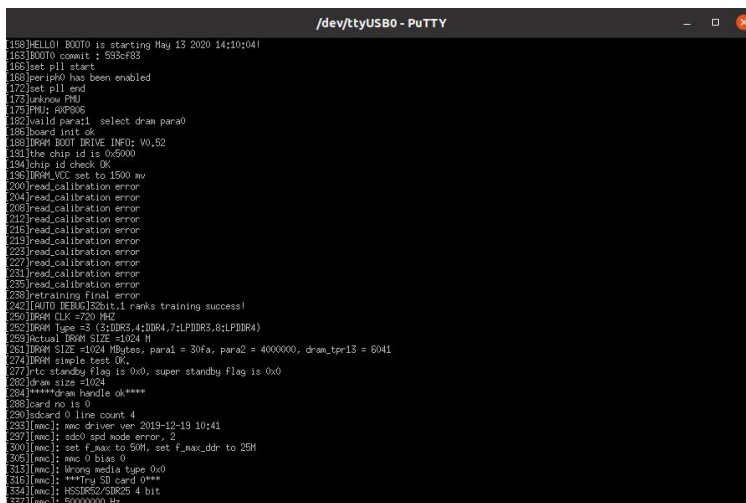 /dev/ttyUSB0 - PuTTY
[158]HELLO! BOOT0 is starting May 13 2020 14:10:04!
[163]BOOT0 commit : 593cf83
[166]set pll start
[168]periph0 has been enabled
[172]set pll end
[173]unknow PMU
[175]PMU: AXP806
[182]vaild para:1  select dram para0
[186]board init ok
[188]DRAM BOOT DRIVE INFO: V0.52
[191]the chip id is 0x5000
[194]chip id check OK
[196]DRAM_VCC set to 1500 mv
[200]read_calibration error
[204]read_calibration error
[208]read_calibration error
[212]read_calibration error
[216]read_calibration error
[219]read_calibration error
[223]read_calibration error
[227]read_calibration error
[231]read_calibration error
[235]read_calibration error
[238]retraining final error
[242][AUTO DEBUG]32bit,1 ranks training success!
[250]DRAM CLK =720 MHZ
[252]DRAM Type =3 (3:DDR3,4:DDR4,7:LPDDR3,8:LPDDR4)
[259]Actual DRAM SIZE =1024 M
[261]DRAM SIZE =1024 MBytes, para1 = 30fa, para2 = 4000000, dram_tpr13 = 6041
[274]DRAM simple test OK.
[277]rtc standby flag is 0x0, super standby flag is 0x0
[282]dram size =1024
[284]*****dram handle ok****
[288]card no is 0
[290]sdcard 0 line count 4
[293][mmc]: mmc driver ver 2019-12-19 10:41
[297][mmc]: sdc0 spd mode error, 2
[300][mmc]: set f_max to 50M, set f_max_ddr to 25M
[305][mmc]: mmc 0 bias 0
[313][mmc]: Wrong media type 0x0
[316][mmc]: ***Try SD card 0***
[334][mmc]: HSSDR52/SDR25 4 bit
[337][mmc]: 50000000 Hz